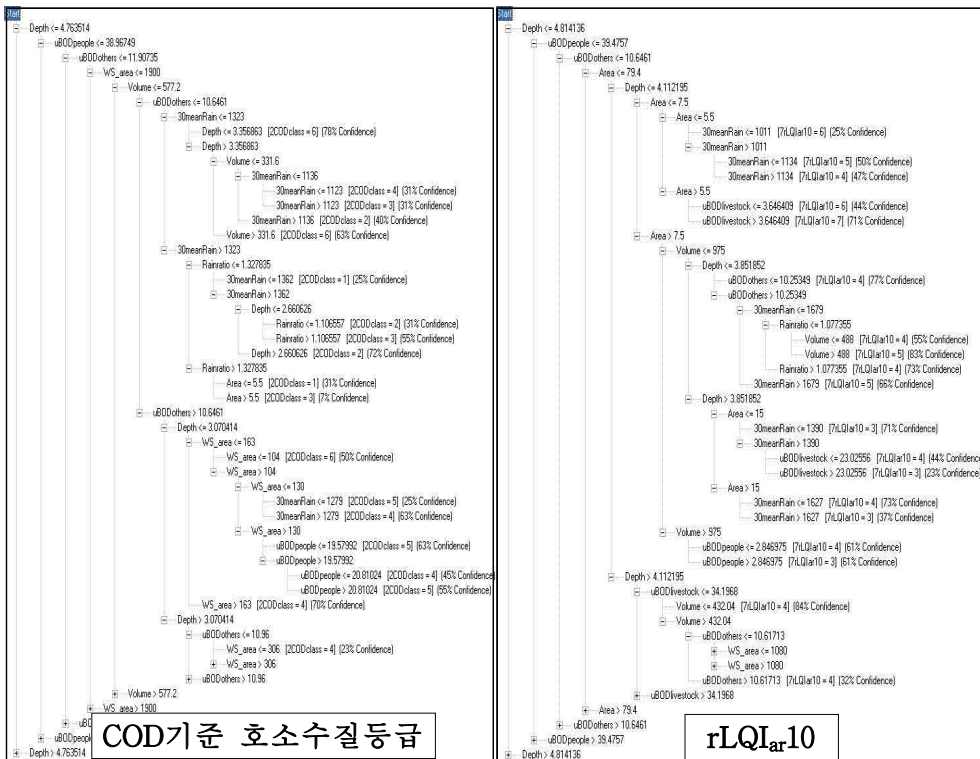 Start
Depth <= 4.763514
uBODpeople <= 38.96749
uBODothers <= 11.90735
WS_area <= 1900
Volume <= 577.2
uBODothers <= 10.6461
30meanRain <= 1323
Depth <= 3.356863 [2CODclass = 6] (78% Confidence)
Depth > 3.356863
Volume <= 331.6
30meanRain <= 1136
30meanRain <= 1123 [2CODclass = 4] (31% Confidence)
30meanRain > 1123 [2CODclass = 3] (31% Confidence)
30meanRain > 1136 [2CODclass = 2] (40% Confidence)
Volume > 331.6 [2CODclass = 6] (63% Confidence)
30meanRain > 1323
Rainratio <= 1.327835
30meanRain <= 1362 [2CODclass = 1] (25% Confidence)
30meanRain > 1362
Depth <= 2.660626
Rainratio <= 1.106557 [2CODclass = 2] (31% Confidence)
Rainratio > 1.106557 [2CODclass = 3] (55% Confidence)
Depth > 2.660626 [2CODclass = 2] (72% Confidence)
Rainratio > 1.327835
Area <= 5.5 [2CODclass = 1] (31% Confidence)
Area > 5.5 [2CODclass = 3] (7% Confidence)
uBODothers > 10.6461
Depth <= 3.070414
WS_area <= 163
WS_area <= 104 [2CODclass = 6] (50% Confidence)
WS_area > 104
WS_area <= 130
30meanRain <= 1279 [2CODclass = 5] (25% Confidence)
30meanRain > 1279 [2CODclass = 4] (63% Confidence)
WS_area > 130
uBODpeople <= 19.57992 [2CODclass = 5] (63% Confidence)
uBODpeople > 19.57992
uBODpeople <= 20.81024 [2CODclass = 4] (45% Confidence)
uBODpeople > 20.81024 [2CODclass = 5] (55% Confidence)
WS_area > 163 [2CODclass = 4] (70% Confidence)
Depth > 3.070414
uBODothers <= 10.96
WS_area <= 306 [2CODclass = 4] (23% Confidence)
WS_area > 306
uBODothers > 10.96
Volume > 577.2
WS_area > 1900
uBO
uBODpeople
Depth > 4.763514
COD기준 호소수질등급
Start
Depth <= 4.814136
uBODpeople <= 39.4757
uBODothers <= 10.6461
Area <= 79.4
Depth <= 4.112195
Area <= 7.5
Area <= 5.5
30meanRain <= 1011 [7rLQIar10 = 6] (25% Confidence)
30meanRain > 1011
30meanRain <= 1134 [7rLQIar10 = 5] (50% Confidence)
30meanRain > 1134 [7rLQIar10 = 4] (47% Confidence)
Area > 5.5
uBODlivestock <= 3.646409 [7rLQIar10 = 6] (44% Confidence)
uBODlivestock > 3.646409 [7rLQIar10 = 7] (71% Confidence)
Area > 7.5
Volume <= 975
Depth <= 3.851852
uBODothers <= 10.25349 [7rLQIar10 = 4] (77% Confidence)
uBODothers > 10.25349
30meanRain <= 1679
Rainratio <= 1.077355
Volume <= 488 [7rLQIar10 = 4] (55% Confidence)
Volume > 488 [7rLQIar10 = 5] (83% Confidence)
Rainratio > 1.077355 [7rLQIar10 = 4] (73% Confidence)
30meanRain > 1679 [7rLQIar10 = 5] (66% Confidence)
Depth > 3.851852
Area <= 15
30meanRain <= 1390 [7rLQIar10 = 3] (71% Confidence)
30meanRain > 1390
uBODlivestock <= 23.02556 [7rLQIar10 = 4] (44% Confidence
uBODlivestock > 23.02556 [7rLQIar10 = 3] (23% Confidence)
Area > 15
30meanRain <= 1627 [7rLQIar10 = 4] (73% Confidence)
30meanRain > 1627 [7rLQIar10 = 3] (37% Confidence)
Volume > 975
uBODpeople <= 2.846975 [7rLQIar10 = 4] (61% Confidence)
uBODpeople > 2.846975 [7rLQIar10 = 3] (61% Confidence)
Depth > 4.112195
uBODlivestock <= 34.1968
Volume <= 432.04 [7rLQIar10 = 4] (84% Confidence)
Volume > 432.04
uBODothers <= 10.61713
WS_area <= 1080
WS_area > 1080
uBODothers > 10.61713 [7rLQIar10 = 4] (32% Confidence)
uBODlivestock > 34.1968
Area > 79.4
uBODothers > 10.6461
uBODpeople > 39.4757
Depth > 4.814136
rLQIar10